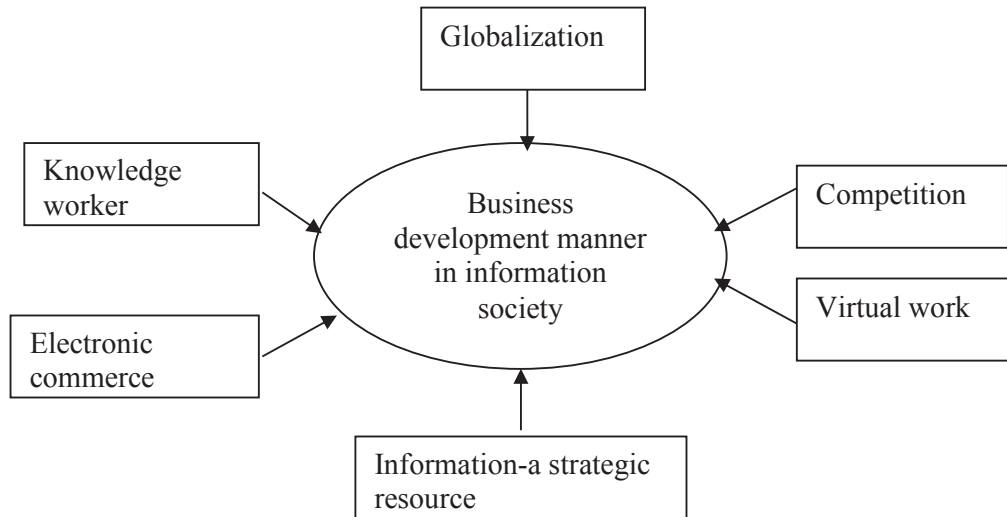 Globalization
Knowledge
worker
Business
development manner
in information
society
Competition
Virtual work
Electronic
commerce
Information-a strategic
resource